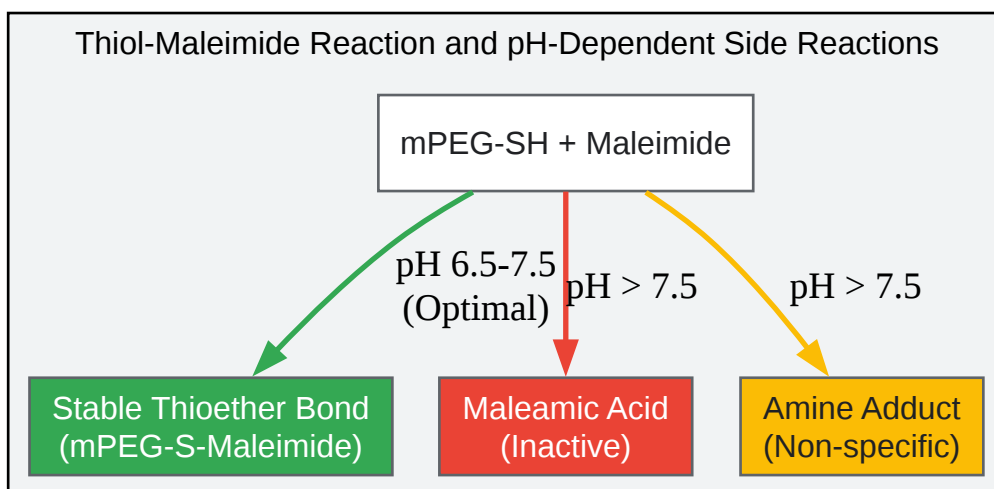 Thiol-Maleimide Reaction and pH-Dependent Side Reactions
mPEG-SH + Maleimide
pH 6.5-7.5
(Optimal)
pH > 7.5
pH > 7.5
Stable Thioether Bond
(mPEG-S-Maleimide)
Maleamic Acid
(Inactive)
Amine Adduct
(Non-specific)